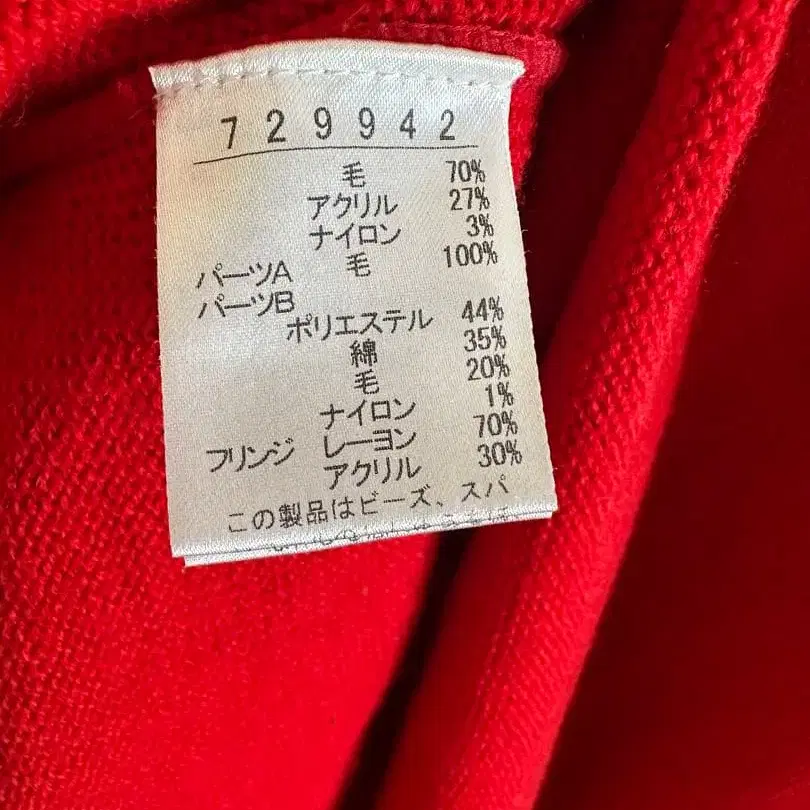 729942
毛 70%
アクリル 27%
ナイロン 3%
パーツA 毛 100%
パーツB
ポリエステル 44%
綿 35%
毛 20%
ナイロン 1%
フリンジ レーヨン 70%
アクリル 30%
この製品はビーズ、スパ